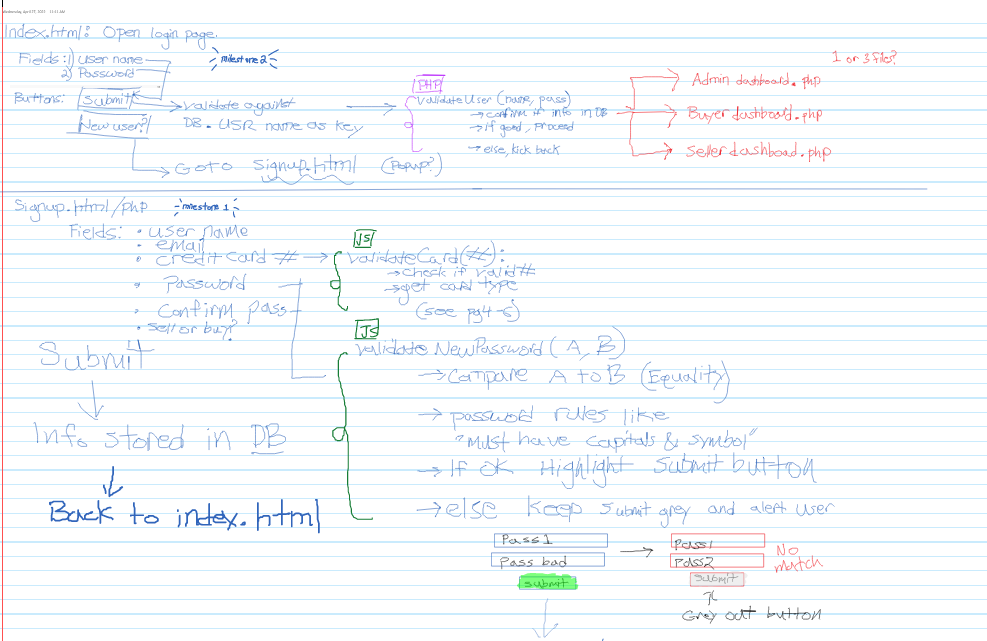 Wednesday, April 27, 2022 11:51 AM
Index.html: Open login page.
Fields: 1) User name
2) Password
milestone 2
Buttons: Submit
New user?
Validate against
DB. USR name as key
Goto signup.html (Popup?)
PHP
validateUser (name, pass)
→ confirm if info in DB
→ if good, proceed
→ else, kick back
1 or 3 files?
Admin dashboard.php
Buyer dashboard.php
Seller dashboard.php
Signup.html/php
milestone 1
Fields: • user name
• email
• credit card #
• Password
• Confirm pass
• sell or buy?
Submit
Info stored in DB
Back to index.html
JS
validateCard(#):
→ check if valid #
→ get card type
(see pg 4-6)
JS
validateNewPassword(A, B)
→ Compare A to B (Equality)
→ password rules like
"Must have capitals & symbol"
→ If ok Highlight submit button
→ else keep submit grey and alert user
Pass1
Pass bad
submit
Pass1
Pass2
submit
No match
Grey out button